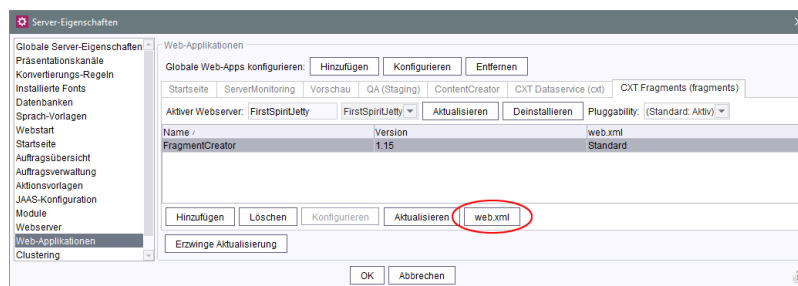 Server-Eigenschaften
Globale Server-Eigenschaften
Präsentationskanäle
Konvertierungs-Regeln
Installierte Fonts
Datenbanken
Sprach-Vorlagen
Webstart
Startseite
Auftragsübersicht
Auftragsverwaltung
Aktionsvorlagen
JAAS-Konfiguration
Module
Webserver
Web-Applikationen
Clustering
Web-Applikationen
Globale Web-Apps konfigurieren: Hinzufügen Konfigurieren Entfernen
Startseite ServerMonitoring Vorschau QA (Staging) ContentCreator CXT Dataservice (cxt) CXT Fragments (fragments)
Aktiver Webserver: FirstSpiritJetty FirstSpiritJetty Aktualisieren Deinstallieren Pluggability: (Standard: Aktiv)
Name Version web.xml
FragmentCreator 1.15 Standard
Hinzufügen Löschen Konfigurieren Aktualisieren web.xml
Erzwinge Aktualisierung
OK Abbrechen